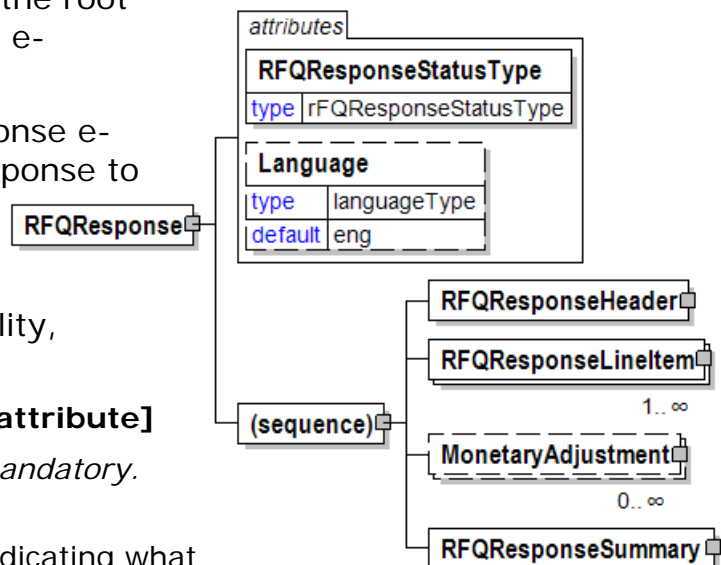 the root
e-
onse e-
ponse to
lity,
attribute]
andatory.
dicating what
attributes
RFQResponseStatusType
type rFQResponseStatusType
Language
type languageType
default eng
RFQResponse
RFQResponseHeader
RFQResponseLineItem
1.. ∞
(sequence)
MonetaryAdjustment
0.. ∞
RFQResponseSummary